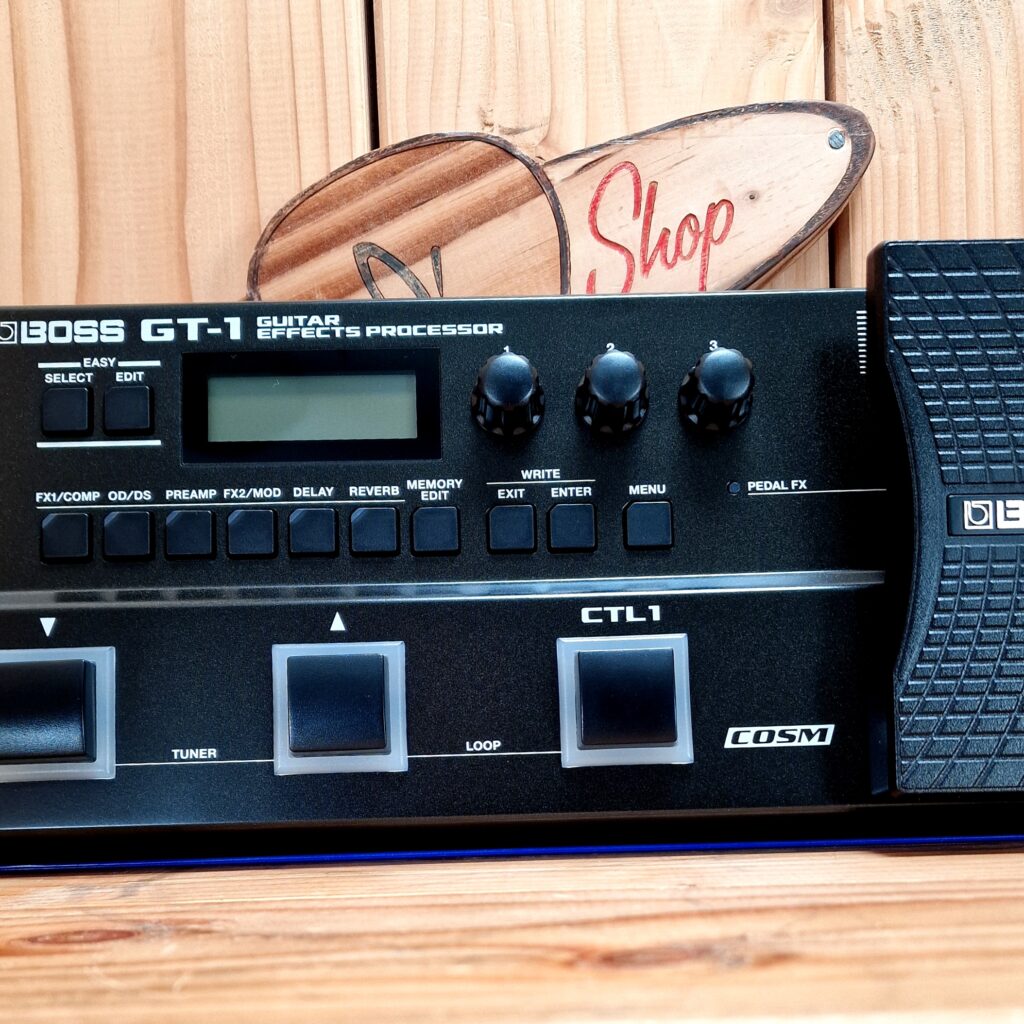 Shop
BOSS GT-1 GUITAR
EFFECTS PROCESSOR
1 2 3
EASY
SELECT EDIT
FX1/COMP OD/DS PREAMP FX2/MOD DELAY REVERB MEMORY
EDIT
WRITE
EXIT ENTER
MENU
PEDAL FX
CTL1
TUNER
LOOP
COSM